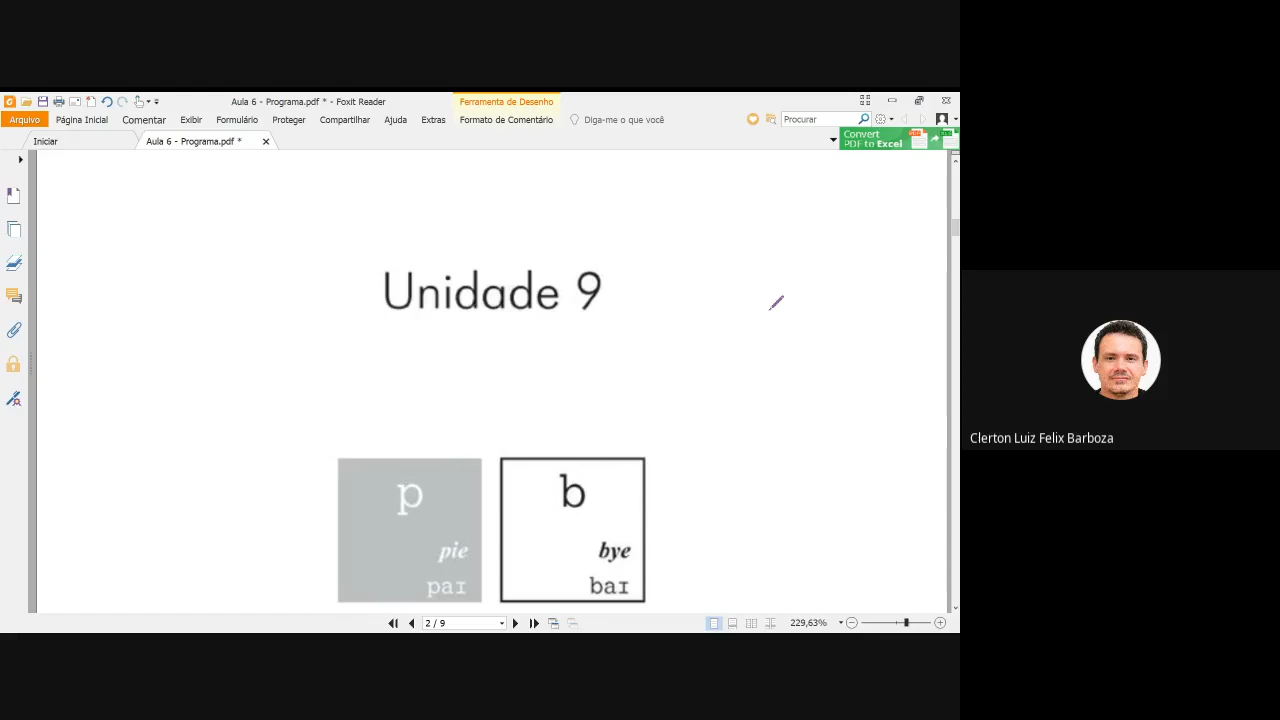 Aula 6 - Programa.pdf * - Foxit Reader
Ferramenta de Desenho
Arquivo
Página Inicial
Comentar
Exibir
Formulário
Proteger
Compartilhar
Ajuda
Extras
Formato de Comentário
Diga-me o que você
Procurar
Iniciar
Aula 6 - Programa.pdf *
Convert
PDF to Excel
Unidade 9
p
pie
paɪ
b
bye
baɪ
2 / 9
229,63%
Clerton Luiz Felix Barboza